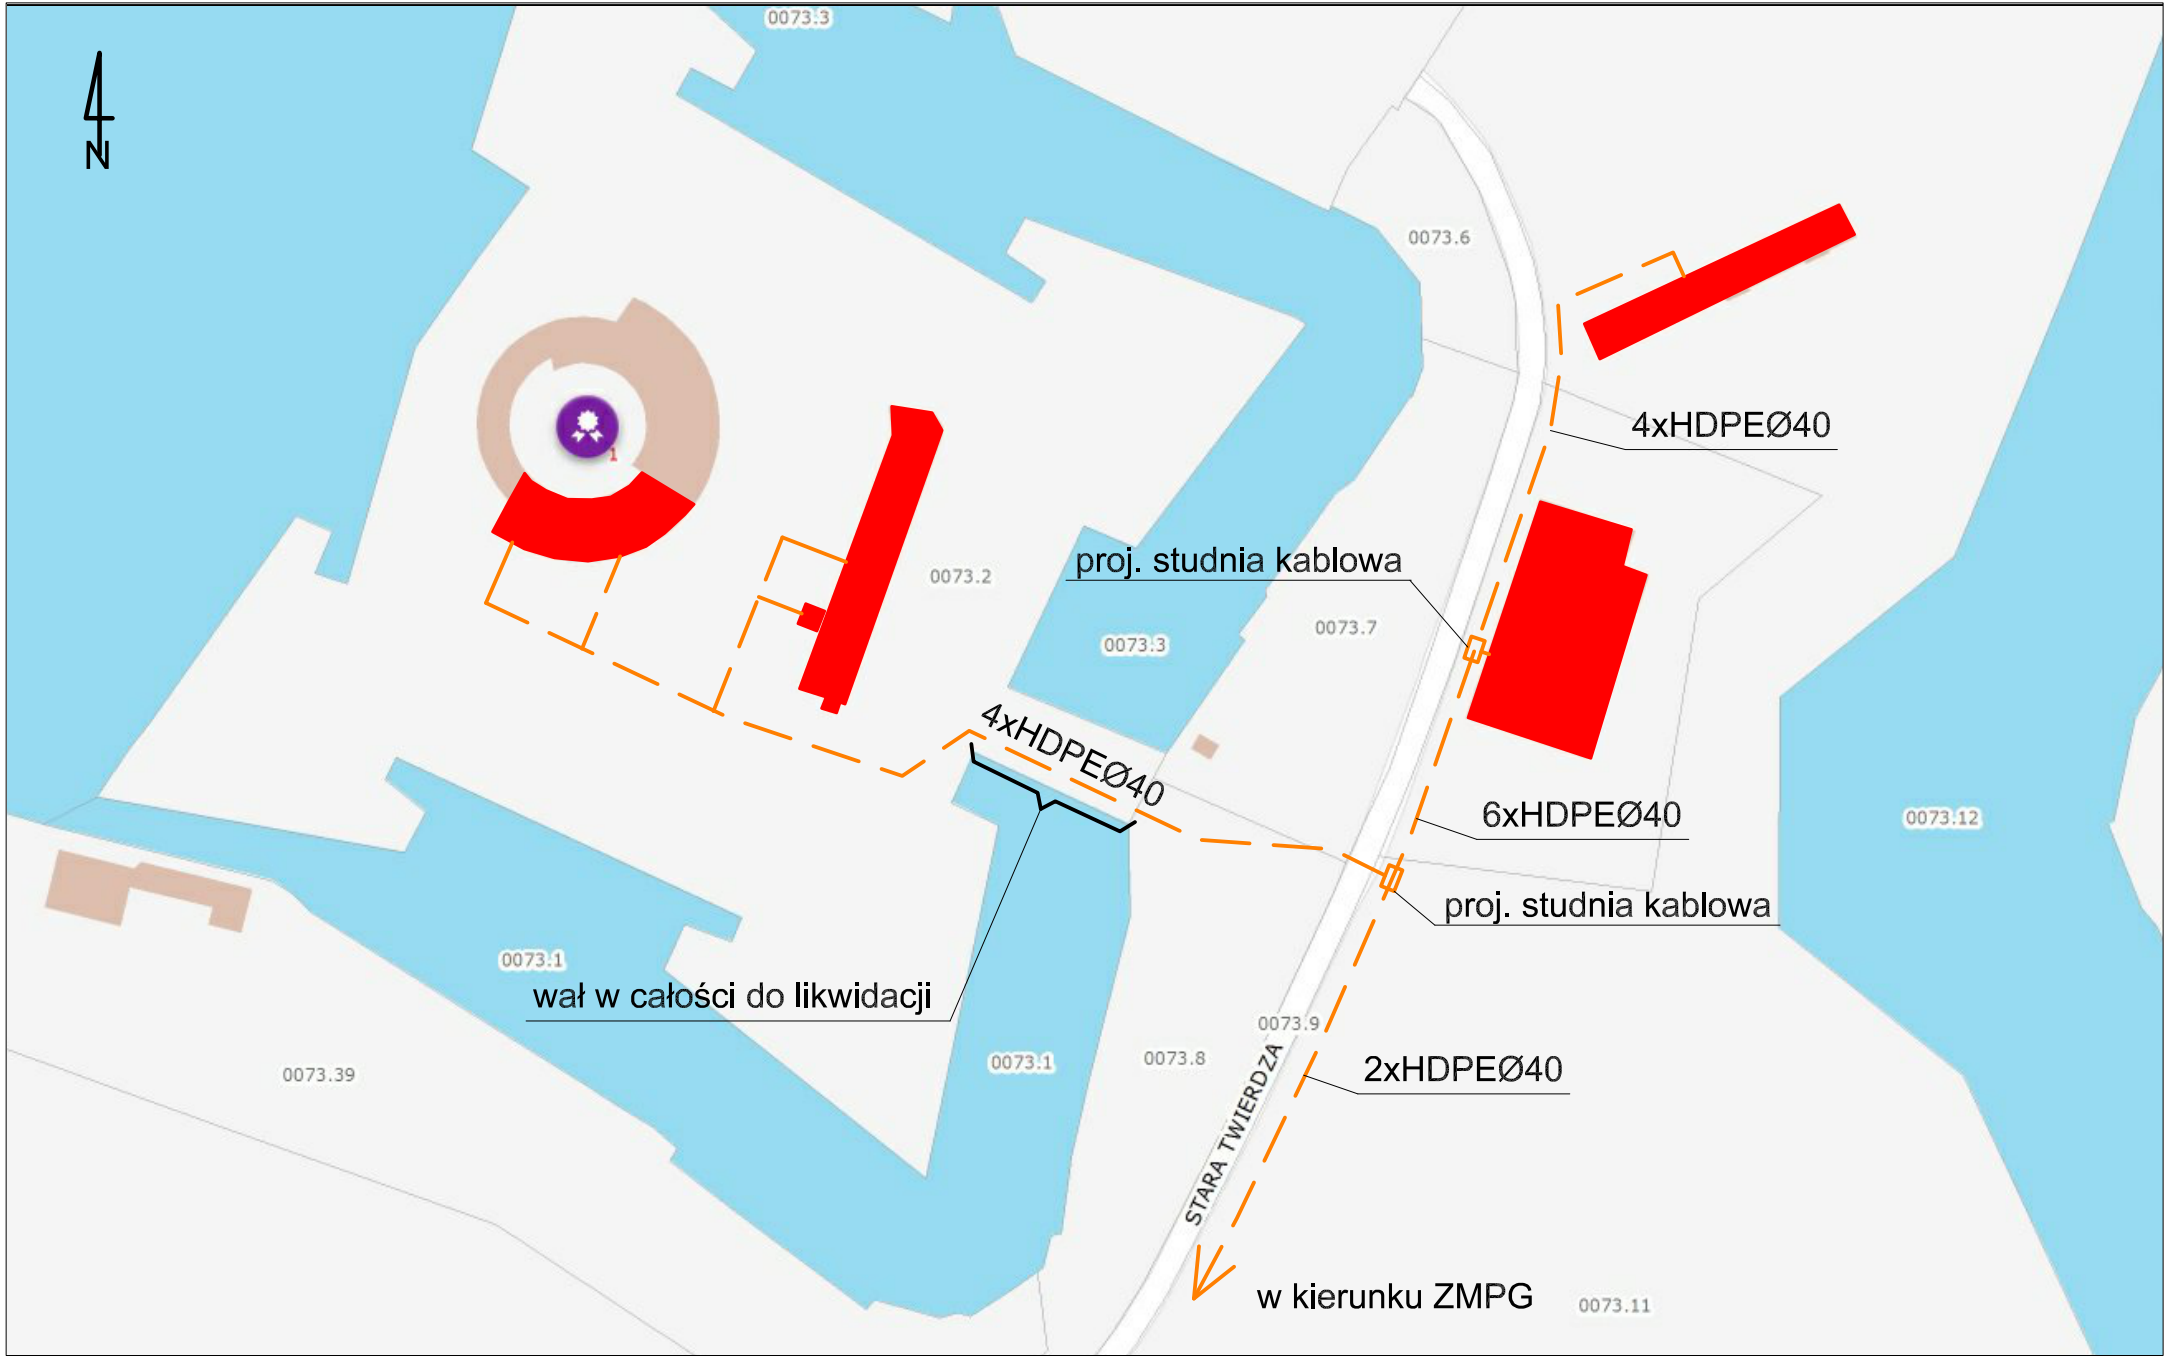 0073.3
N
0073.6
4xHDPEØ40
1
proj. studnia kablowa
0073.2
0073.7
0073.3
4xHDPEØ40
6xHDPEØ40
0073.12
proj. studnia kablowa
0073.1
wał w całości do likwidacji
0073.9
0073.1
0073.8
0073.39
2xHDPEØ40
STARA TWIERDZA
w kierunku ZMPG
0073.11